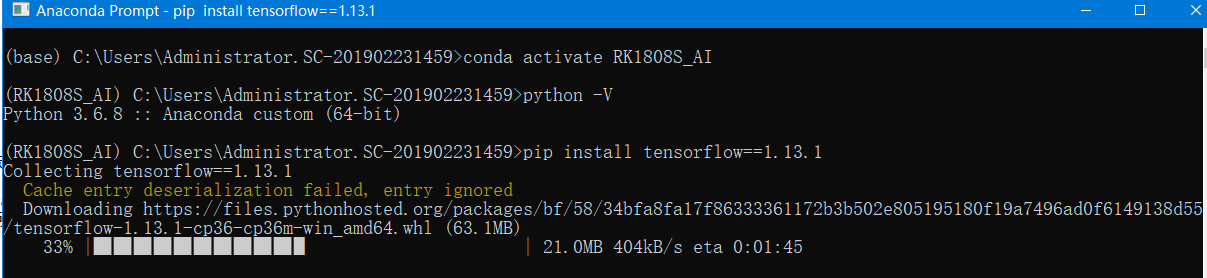 Anaconda Prompt - pip  install tensorflow==1.13.1
(base) C:\Users\Administrator.SC-201902231459>conda activate RK1808S_AI
(RK1808S_AI) C:\Users\Administrator.SC-201902231459>python -V
Python 3.6.8 :: Anaconda custom (64-bit)
(RK1808S_AI) C:\Users\Administrator.SC-201902231459>pip install tensorflow==1.13.1
Collecting tensorflow==1.13.1
  Cache entry deserialization failed, entry ignored
  Downloading https://files.pythonhosted.org/packages/bf/58/34bfa8fa17f86333361172b3b502e805195180f19a7496ad0f6149138d55
/tensorflow-1.13.1-cp36-cp36m-win_amd64.whl (63.1MB)
    33% |██████████▌                     | 21.0MB 404kB/s eta 0:01:45